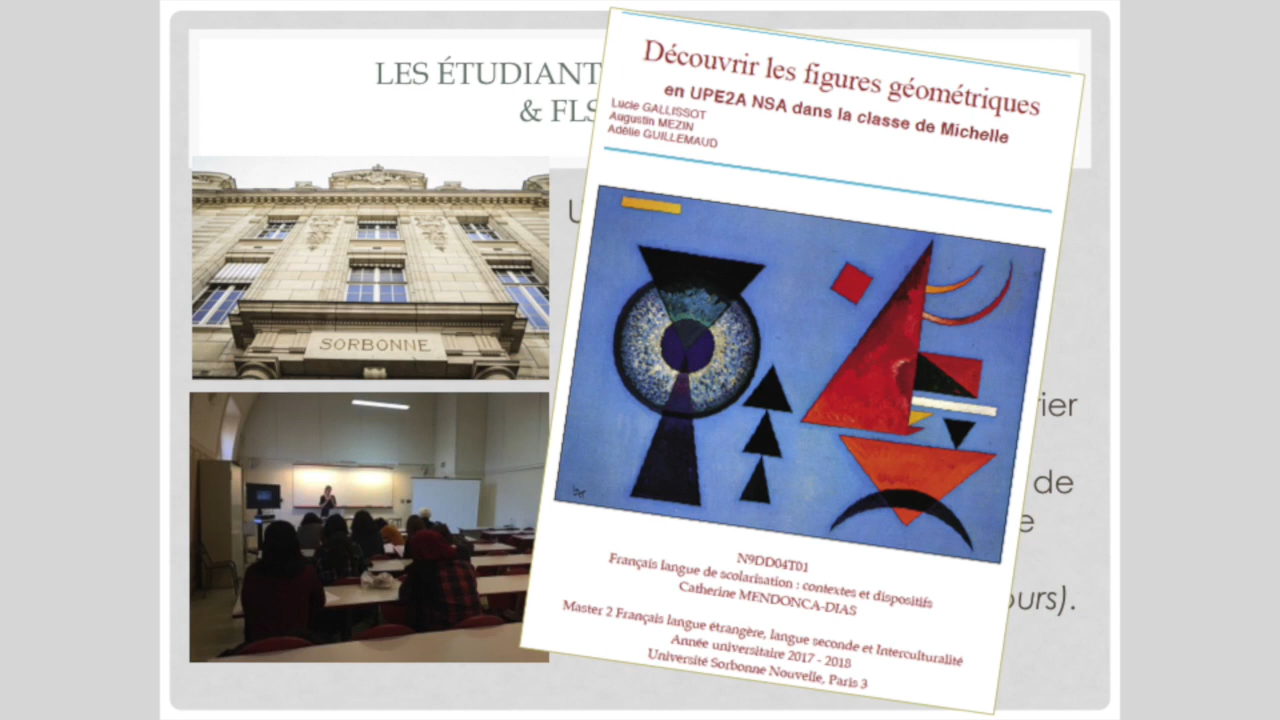 LES ÉTUDIANT
& FLS
SORBONNE
Découvrir les figures géométriques
en UPE2A NSA dans la classe de Michelle
Lucie GALLISSOT
Augustin MEZIN
Adélie GUILLEMAUD
N9DD04T01
Français langue de scolarisation : contextes et dispositifs
Catherine MENDONCA-DIAS
Master 2 Français langue étrangère, langue seconde et Interculturalité
Année universitaire 2017 - 2018
Université Sorbonne Nouvelle, Paris 3
de